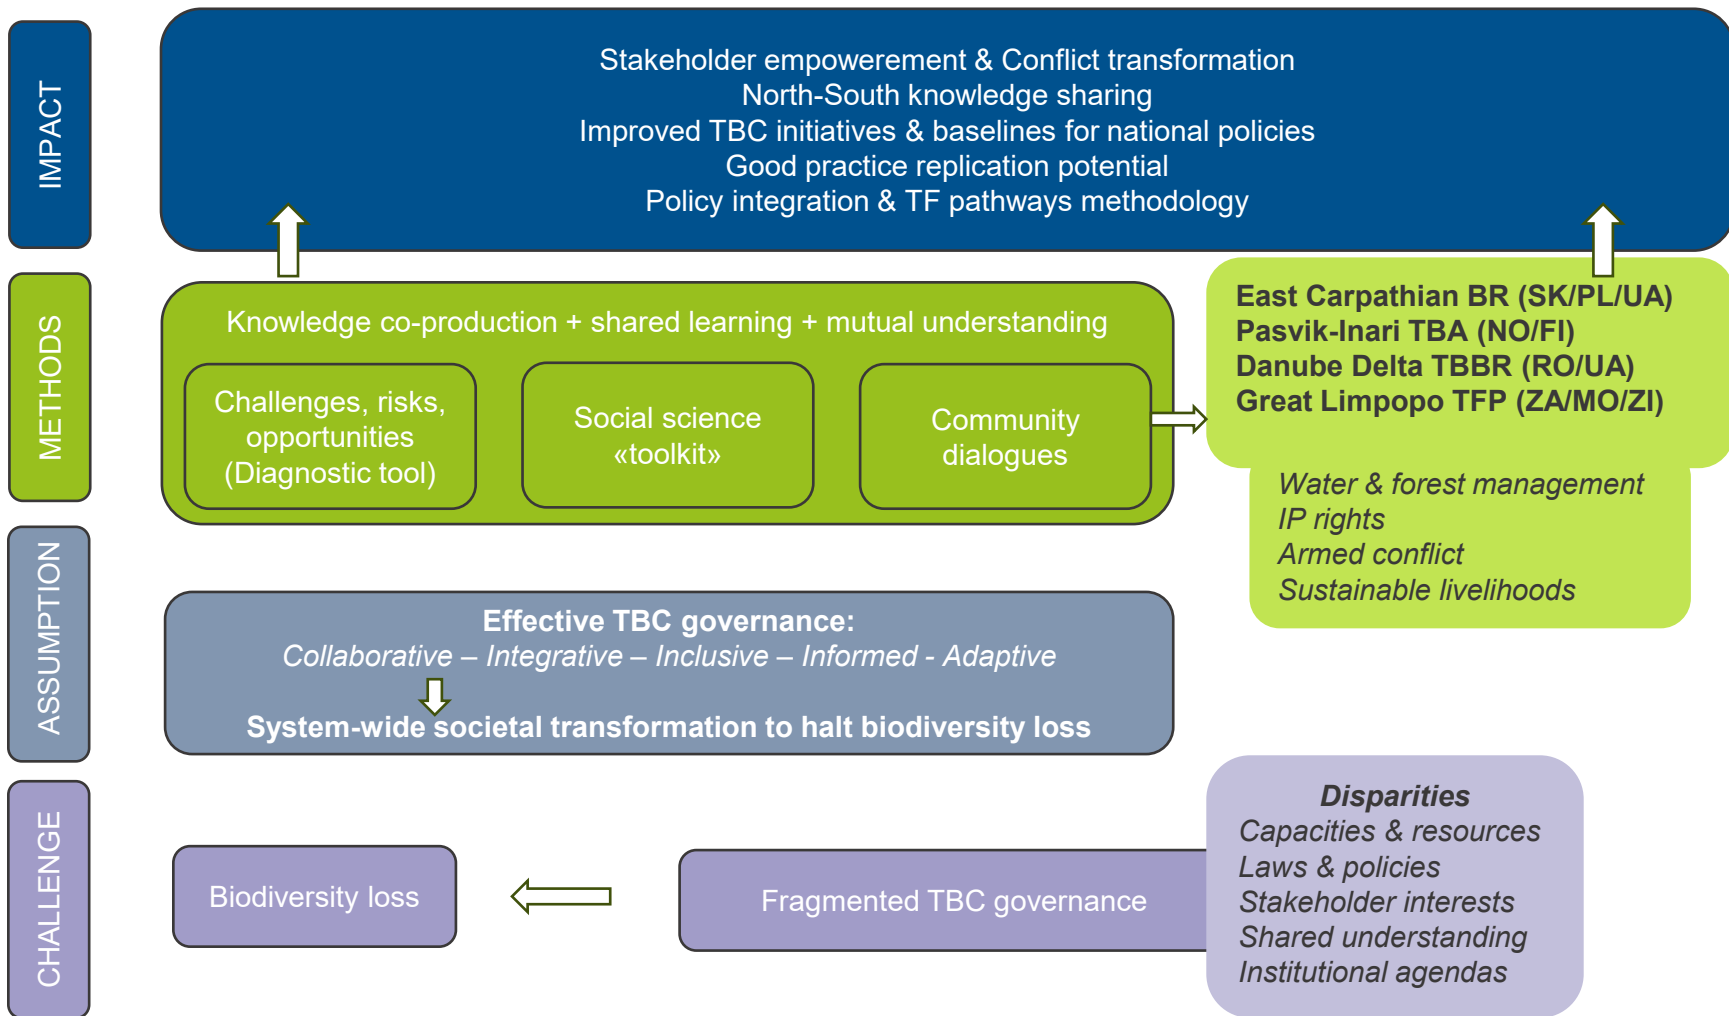 IMPACT
Stakeholder empowerement & Conflict transformation
North-South knowledge sharing
Improved TBC initiatives & baselines for national policies
Good practice replication potential
Policy integration & TF pathways methodology
METHODS
Knowledge co-production + shared learning + mutual understanding
Challenges, risks,
opportunities
(Diagnostic tool)
Social science
«toolkit»
Community
dialogues
East Carpathian BR (SK/PL/UA)
Pasvik-Inari TBA (NO/FI)
Danube Delta TBBR (RO/UA)
Great Limpopo TFP (ZA/MO/ZI)
Water & forest management
IP rights
Armed conflict
Sustainable livelihoods
ASSUMPTION
Effective TBC governance:
Collaborative – Integrative – Inclusive – Informed - Adaptive
System-wide societal transformation to halt biodiversity loss
CHALLENGE
Biodiversity loss
Fragmented TBC governance
Disparities
Capacities & resources
Laws & policies
Stakeholder interests
Shared understanding
Institutional agendas